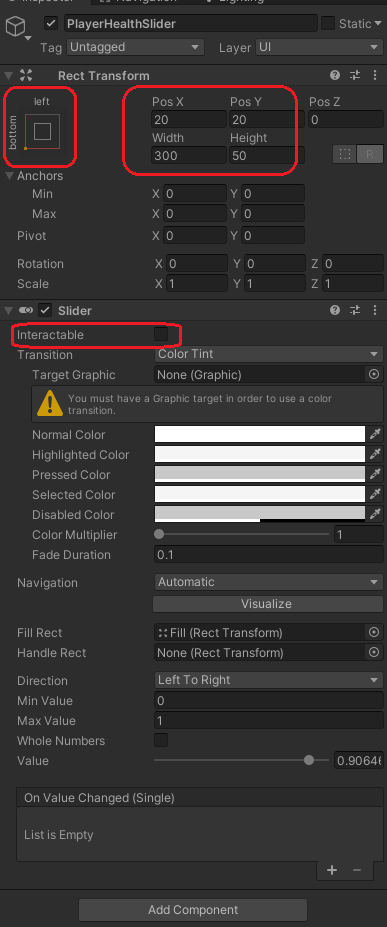 PlayerHealthSlider Static
Tag Untagged Layer UI
Rect Transform
left
bottom
Pos X Pos Y Pos Z
20 20 0
Width Height
300 50
R
Anchors
Min X 0 Y 0
Max X 0 Y 0
Pivot X 0 Y 0
Rotation X 0 Y 0 Z 0
Scale X 1 Y 1 Z 1
Slider
Interactable
Transition Color Tint
Target Graphic None (Graphic)
You must have a Graphic target in order to use a color
transition.
Normal Color
Highlighted Color
Pressed Color
Selected Color
Disabled Color
Color Multiplier 1
Fade Duration 0.1
Navigation Automatic
Visualize
Fill Rect Fill (Rect Transform)
Handle Rect None (Rect Transform)
Direction Left To Right
Min Value 0
Max Value 1
Whole Numbers
Value 0.9064
On Value Changed (Single)
List is Empty
+ −
Add Component